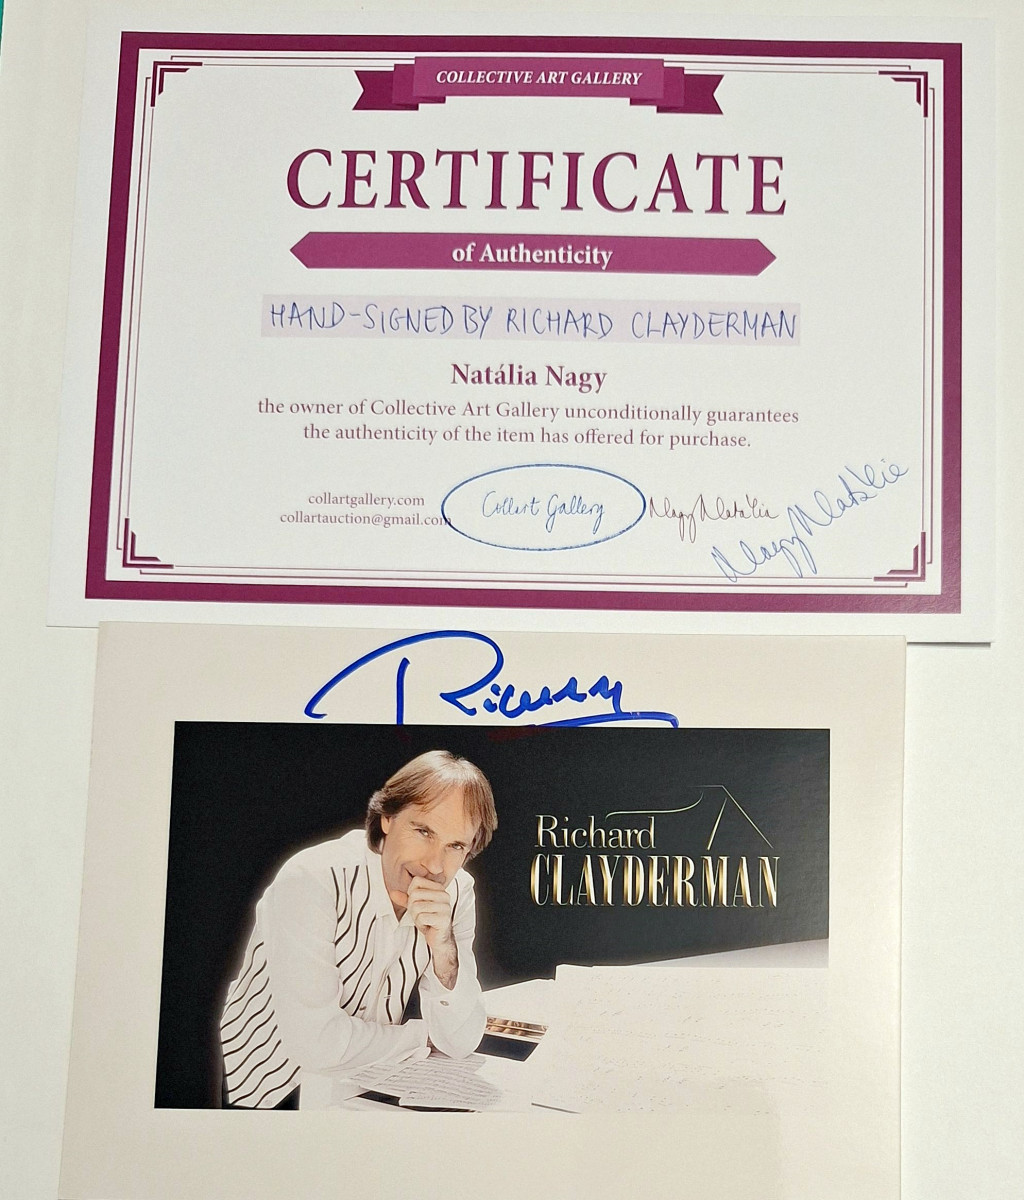 COLLECTIVE ART GALLERY
CERTIFICATE
of Authenticity
HAND-SIGNED BY RICHARD CLAYDERMAN
Natália Nagy
the owner of Collective Art Gallery unconditionally guarantees
the authenticity of the item has offered for purchase.
collartgallery.com
collartauction@gmail.com
Collart Gallery
Nagy Natália
Nagy Natália
Richard
CLAYDERMAN